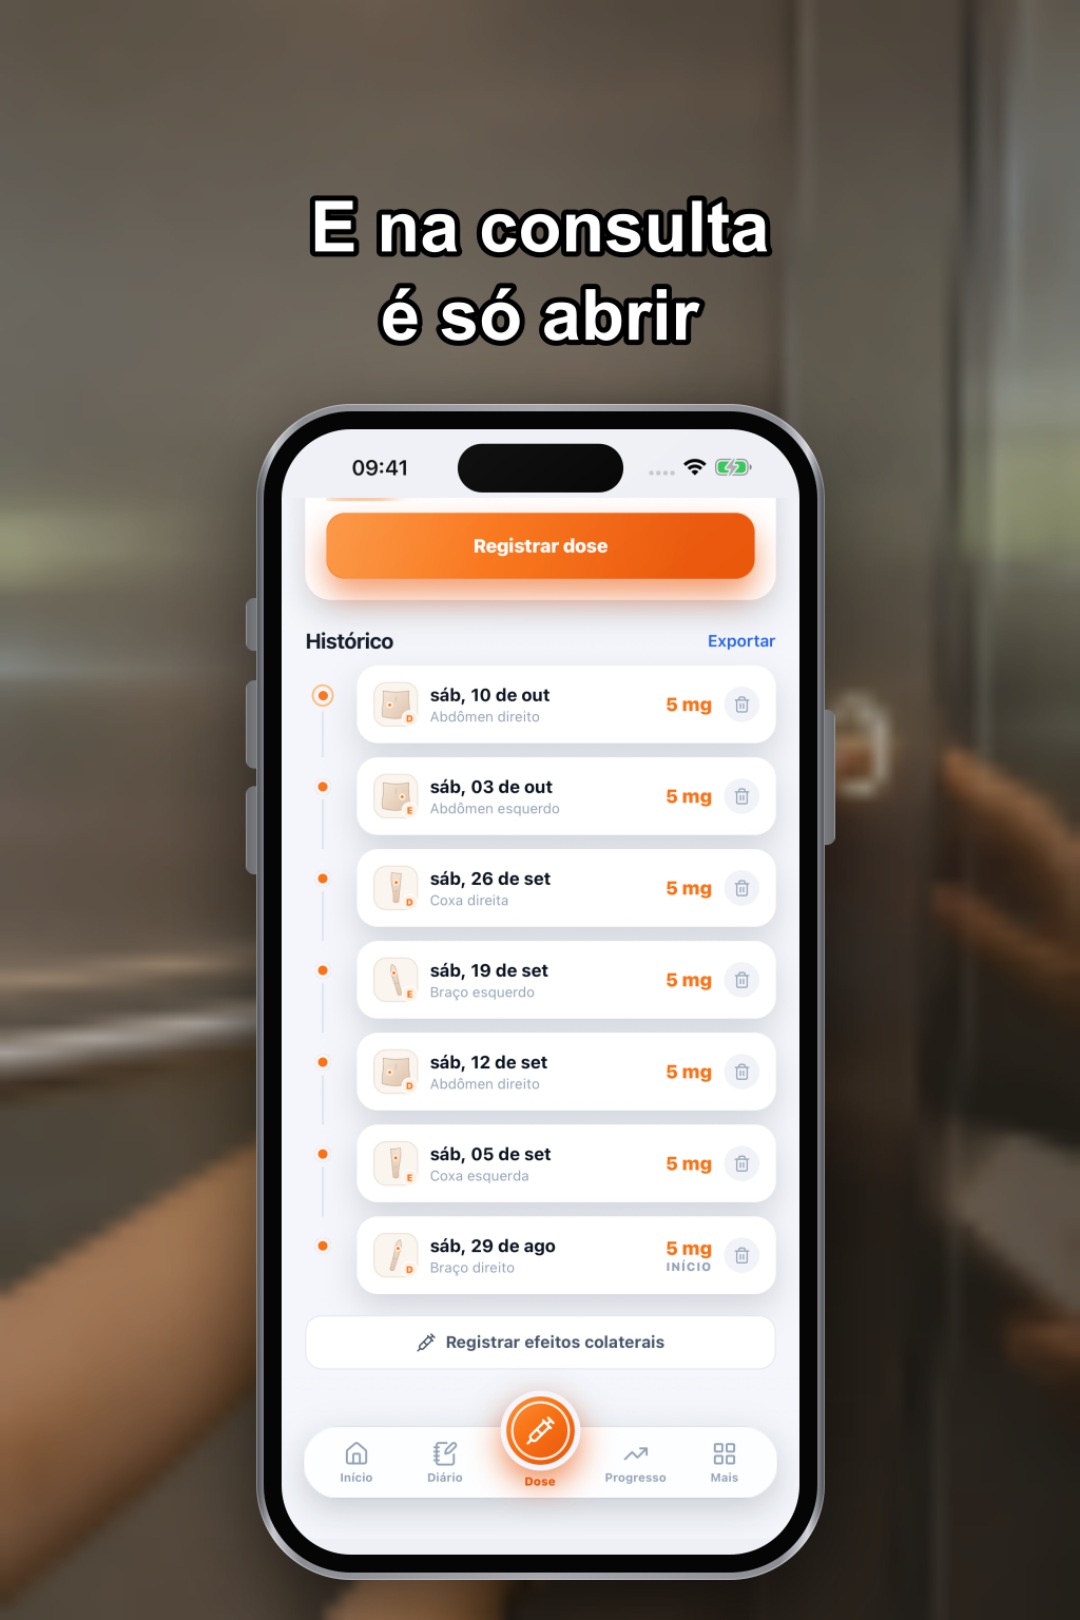 E na consulta
é só abrir
09:41
Registrar dose
Histórico
Exportar
sáb, 10 de out
Abdômen direito
5 mg
D
sáb, 03 de out
Abdômen esquerdo
5 mg
E
sáb, 26 de set
Coxa direita
5 mg
D
sáb, 19 de set
Braço esquerdo
5 mg
E
sáb, 12 de set
Abdômen direito
5 mg
D
sáb, 05 de set
Coxa esquerda
5 mg
E
sáb, 29 de ago
Braço direito
5 mg
INÍCIO
D
Registrar efeitos colaterais
Início
Diário
Dose
Progresso
Mais